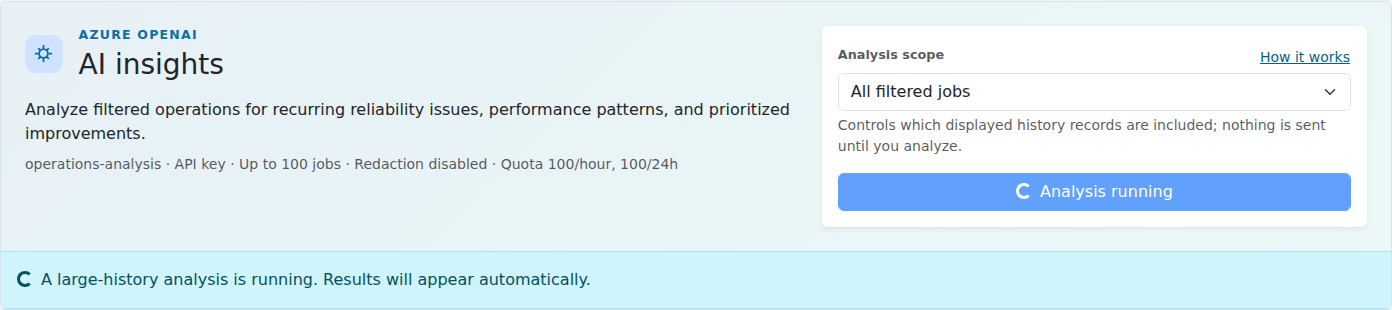 AZURE OPENAI
AI insights
Analyze filtered operations for recurring reliability issues, performance patterns, and prioritized
improvements.
operations-analysis · API key · Up to 100 jobs · Redaction disabled · Quota 100/hour, 100/24h
Analysis scope
How it works
All filtered jobs
Controls which displayed history records are included; nothing is sent
until you analyze.
Analysis running
A large-history analysis is running. Results will appear automatically.